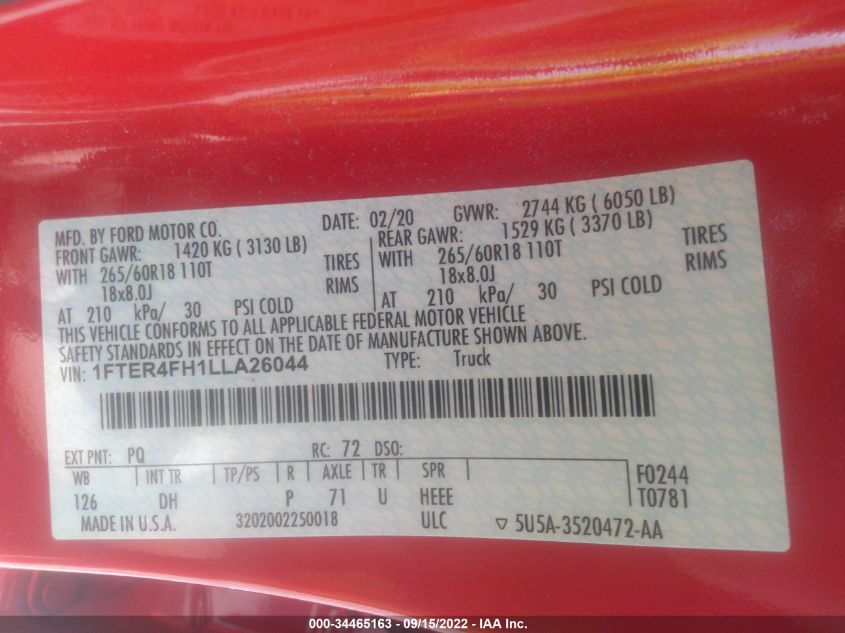 MFD. BY FORD MOTOR CO. DATE: 02/20 GVWR: 2744 KG ( 6050 LB)
FRONT GAWR: 1420 KG ( 3130 LB) REAR GAWR: 1529 KG ( 3370 LB)
WITH 265/60R18 110T TIRES WITH 265/60R18 110T TIRES
18x8.0J RIMS 18x8.0J RIMS
AT 210 kPa/ 30 PSI COLD AT 210 kPa/ 30 PSI COLD
THIS VEHICLE CONFORMS TO ALL APPLICABLE FEDERAL MOTOR VEHICLE
SAFETY STANDARDS IN EFFECT ON THE DATE OF MANUFACTURE SHOWN ABOVE.
VIN: 1FTER4FH1LLA26044 TYPE: Truck
EXT PNT: PQ RC: 72 DSO:
WB INT TR TP/PS R AXLE TR SPR F0244
126 DH P 71 U HEEE T0781
MADE IN U.S.A. 3202002250018 ULC ▽ 5U5A-3520472-AA
000-34465163 - 09/15/2022 - IAA Inc.